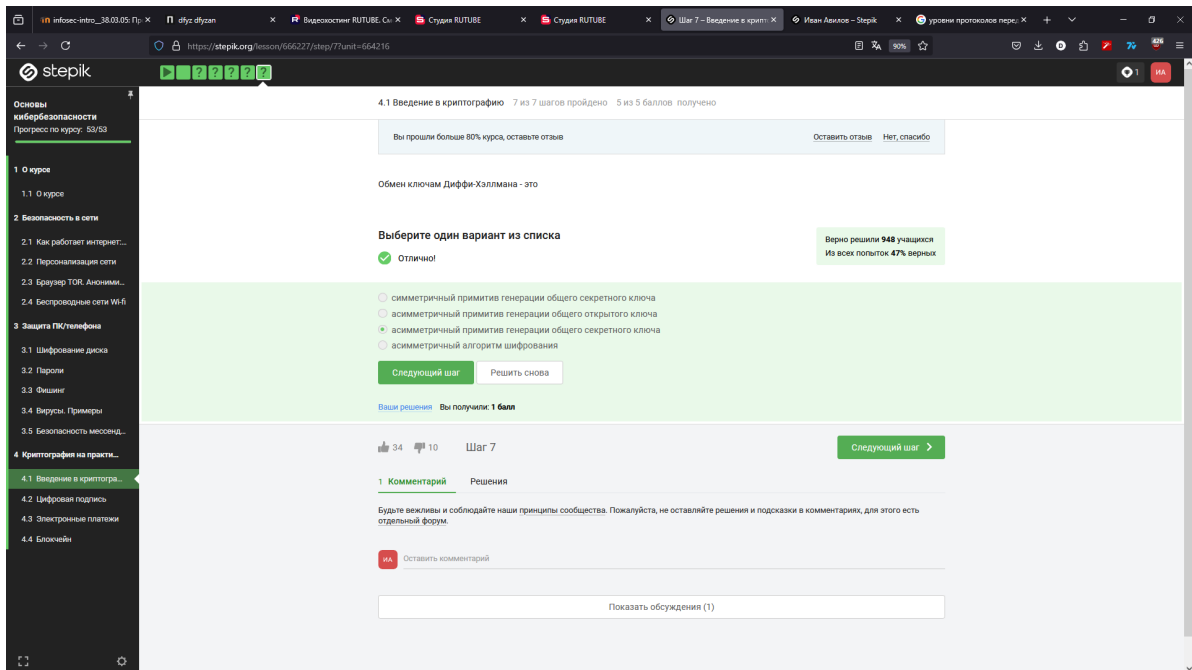 infosec-intro__38.03.05: Пр
dfyz dfyzan
Видеохостинг RUTUBE. См
Студия RUTUBE
Студия RUTUBE
Шаг 7 – Введение в крипт
Иван Авилов – Stepik
уровни протоколов перед
https://stepik.org/lesson/666227/step/7?unit=664216
90%
426
stepik
1
ИА
Основы
кибербезопасности
Прогресс по курсу: 53/53
1 О курсе
1.1 О курсе
2 Безопасность в сети
2.1 Как работает интернет:...
2.2 Персонализация сети
2.3 Браузер TOR. Аноними...
2.4 Беспроводные сети Wi-fi
3 Защита ПК/телефона
3.1 Шифрование диска
3.2 Пароли
3.3 Фишинг
3.4 Вирусы. Примеры
3.5 Безопасность мессенд...
4 Криптография на практи...
4.1 Введение в криптогра...
4.2 Цифровая подпись
4.3 Электронные платежи
4.4 Блокчейн
4.1 Введение в криптографию 7 из 7 шагов пройдено 5 из 5 баллов получено
Вы прошли больше 80% курса, оставьте отзыв
Оставить отзыв Нет, спасибо
Обмен ключам Диффи-Хэллмана - это
Выберите один вариант из списка
Отлично!
Верно решили 948 учащихся
Из всех попыток 47% верных
симметричный примитив генерации общего секретного ключа
асимметричный примитив генерации общего открытого ключа
асимметричный примитив генерации общего секретного ключа
асимметричный алгоритм шифрования
Следующий шаг Решить снова
Ваши решения Вы получили: 1 балл
34 10 Шаг 7
Следующий шаг
1 Комментарий Решения
Будьте вежливы и соблюдайте наши принципы сообщества. Пожалуйста, не оставляйте решения и подсказки в комментариях, для этого есть
отдельный форум.
ИА Оставить комментарий
Показать обсуждения (1)